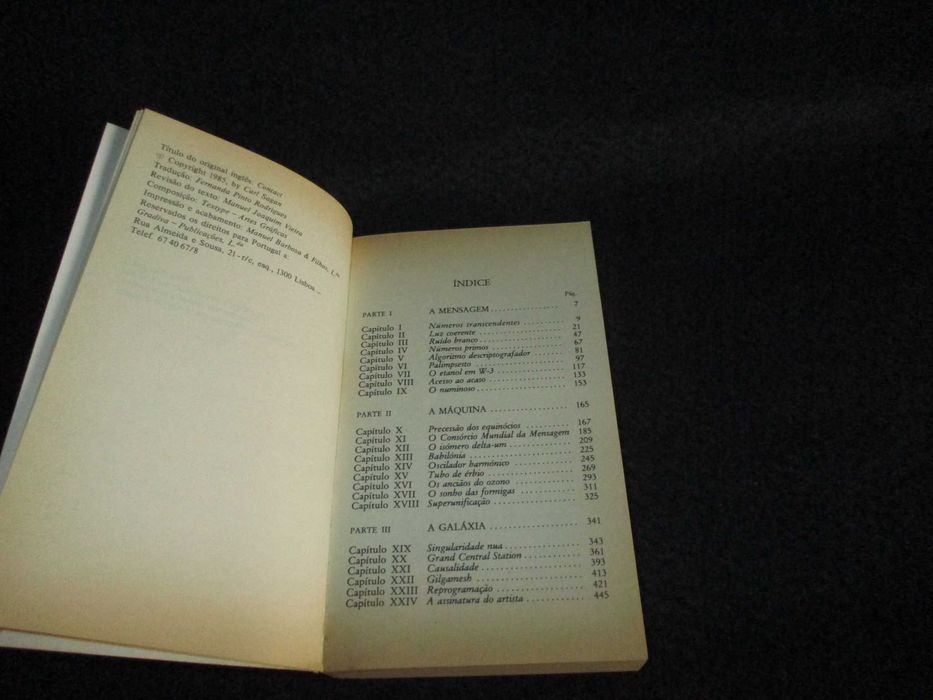 Título do original inglês: Contact
© Copyright 1985, by Carl Sagan
Tradução: Fernanda Pinto Rodrigues
Revisão do texto: Manuel Joaquim Vieira
Composição: Textype – Artes Gráficas
Impressão e acabamento: Manuel Barbosa & Filhos, L.da
Reservados os direitos para Portugal a:
Gradiva – Publicações, L.da
Rua Almeida e Sousa, 21 - r/c, esq., 1300 Lisboa –
Telef. 67 40 67/8
ÍNDICE
Pág.
PARTE I A MENSAGEM 7
Capítulo I Números transcendentes 9
Capítulo II Luz coerente 21
Capítulo III Ruído branco 47
Capítulo IV Números primos 67
Capítulo V Algoritmo descriptografador 81
Capítulo VI Palimpsesto 97
Capítulo VII O etanol em W-3 117
Capítulo VIII Acesso ao acaso 133
Capítulo IX O numinoso 153
PARTE II A MÁQUINA 165
Capítulo X Precessão dos equinócios 167
Capítulo XI O Consórcio Mundial da Mensagem 185
Capítulo XII O isómero delta-um 209
Capítulo XIII Babilónia 225
Capítulo XIV Oscilador harmónico 245
Capítulo XV Tubo de érbio 269
Capítulo XVI Os anciãos do ozono 293
Capítulo XVII O sonho das formigas 311
Capítulo XVIII Superunificação 325
PARTE III A GALÁXIA 341
Capítulo XIX Singularidade nua 343
Capítulo XX Grand Central Station 361
Capítulo XXI Causalidade 393
Capítulo XXII Gilgamesh 413
Capítulo XXIII Reprogramação 421
Capítulo XXIV A assinatura do artista 445